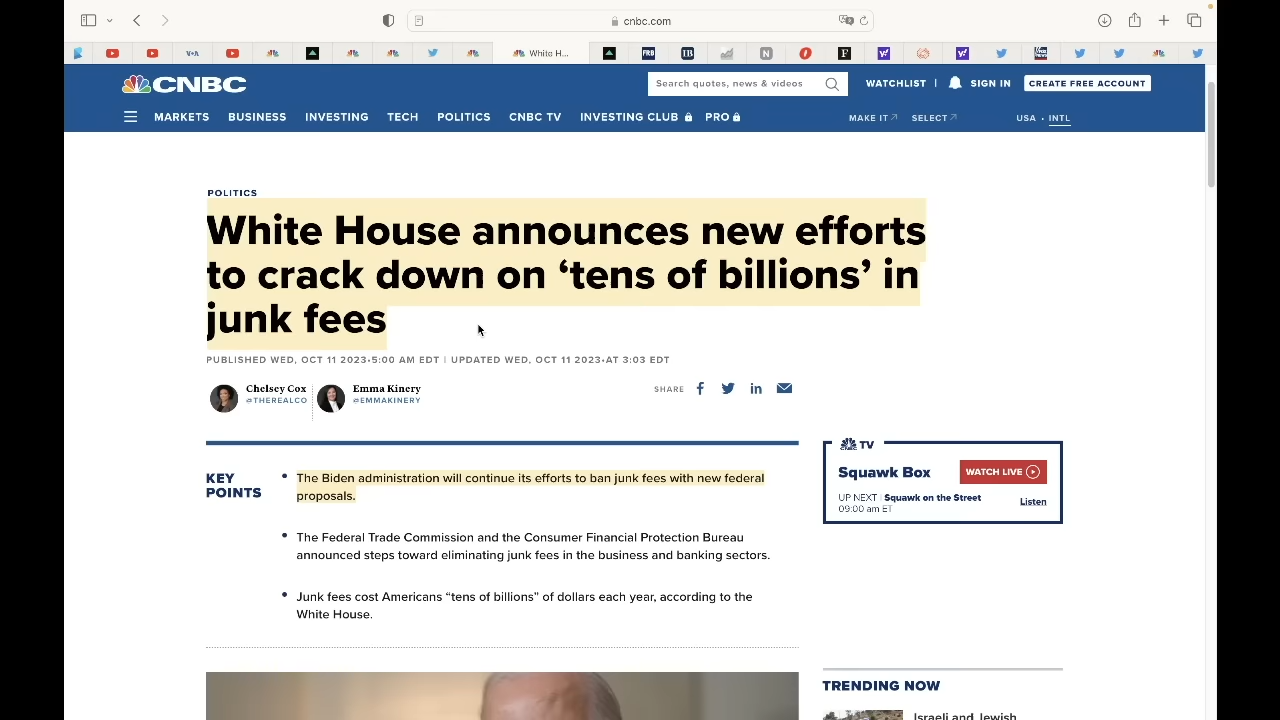 cnbc.com
VOA
White H...
FRB
IB
N
F
CNBC
Search quotes, news & videos
WATCHLIST
SIGN IN
CREATE FREE ACCOUNT
MARKETS BUSINESS INVESTING TECH POLITICS CNBC TV INVESTING CLUB PRO
MAKE IT SELECT
USA • INTL
POLITICS
White House announces new efforts
to crack down on ‘tens of billions’ in
junk fees
PUBLISHED WED, OCT 11 2023•5:00 AM EDT | UPDATED WED, OCT 11 2023•AT 3:03 EDT
Chelsey Cox
@THEREALCO
Emma Kinery
@EMMAKINERY
SHARE
KEY
POINTS
The Biden administration will continue its efforts to ban junk fees with new federal
proposals.
The Federal Trade Commission and the Consumer Financial Protection Bureau
announced steps toward eliminating junk fees in the business and banking sectors.
Junk fees cost Americans “tens of billions” of dollars each year, according to the
White House.
CNBC TV
Squawk Box
WATCH LIVE
UP NEXT | Squawk on the Street
09:00 am ET
Listen
TRENDING NOW
Israeli and Jewish